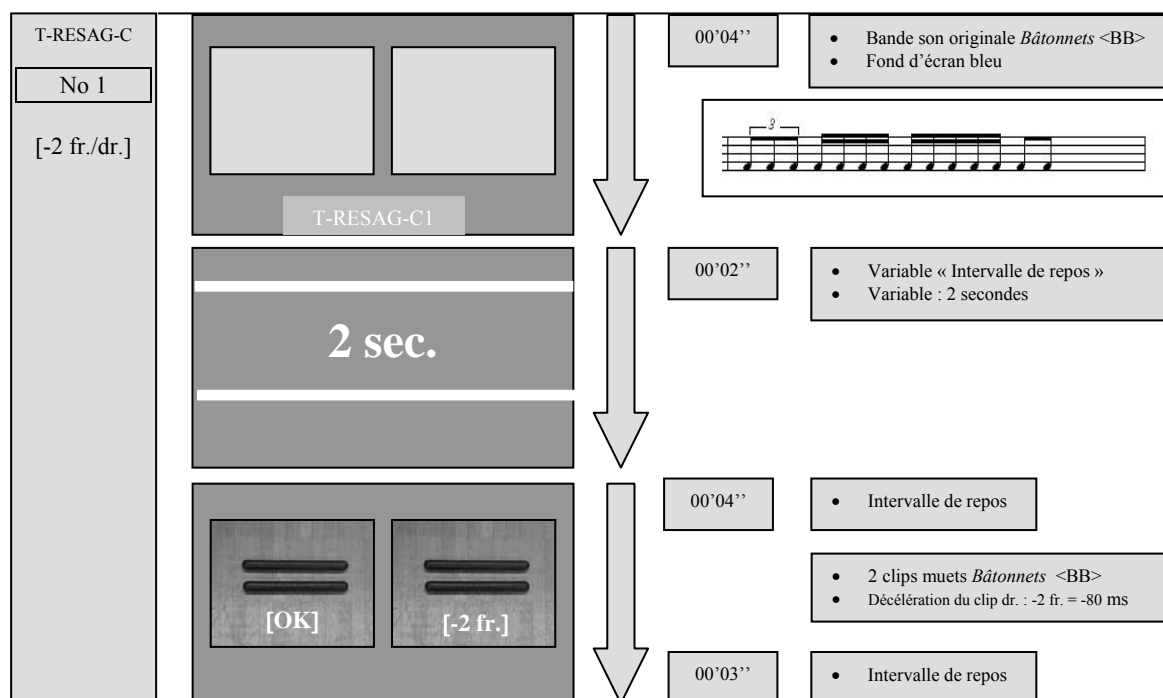 T-RESAG-C
No 1
[-2 fr./dr.]
T-RESAG-C1
00’04’’
• Bande son originale Bâtonnets <BB>
• Fond d’écran bleu
3
2 sec.
00’02’’
• Variable « Intervalle de repos »
• Variable : 2 secondes
[OK]
[-2 fr.]
00’04’’
• Intervalle de repos
• 2 clips muets Bâtonnets <BB>
• Décélération du clip dr. : -2 fr. = -80 ms
00’03’’
• Intervalle de repos